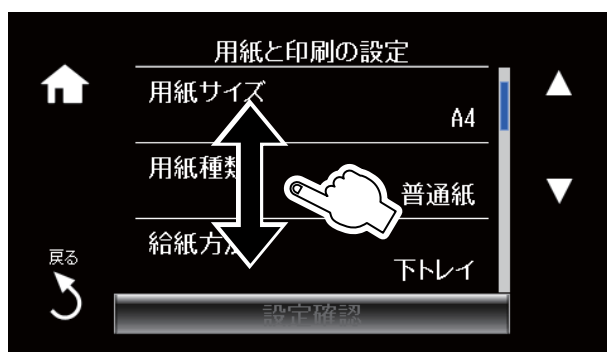 用紙と印刷の設定
用紙サイズ
A4
用紙種類
普通紙
給紙方法
下トレイ
戻る
設定確認